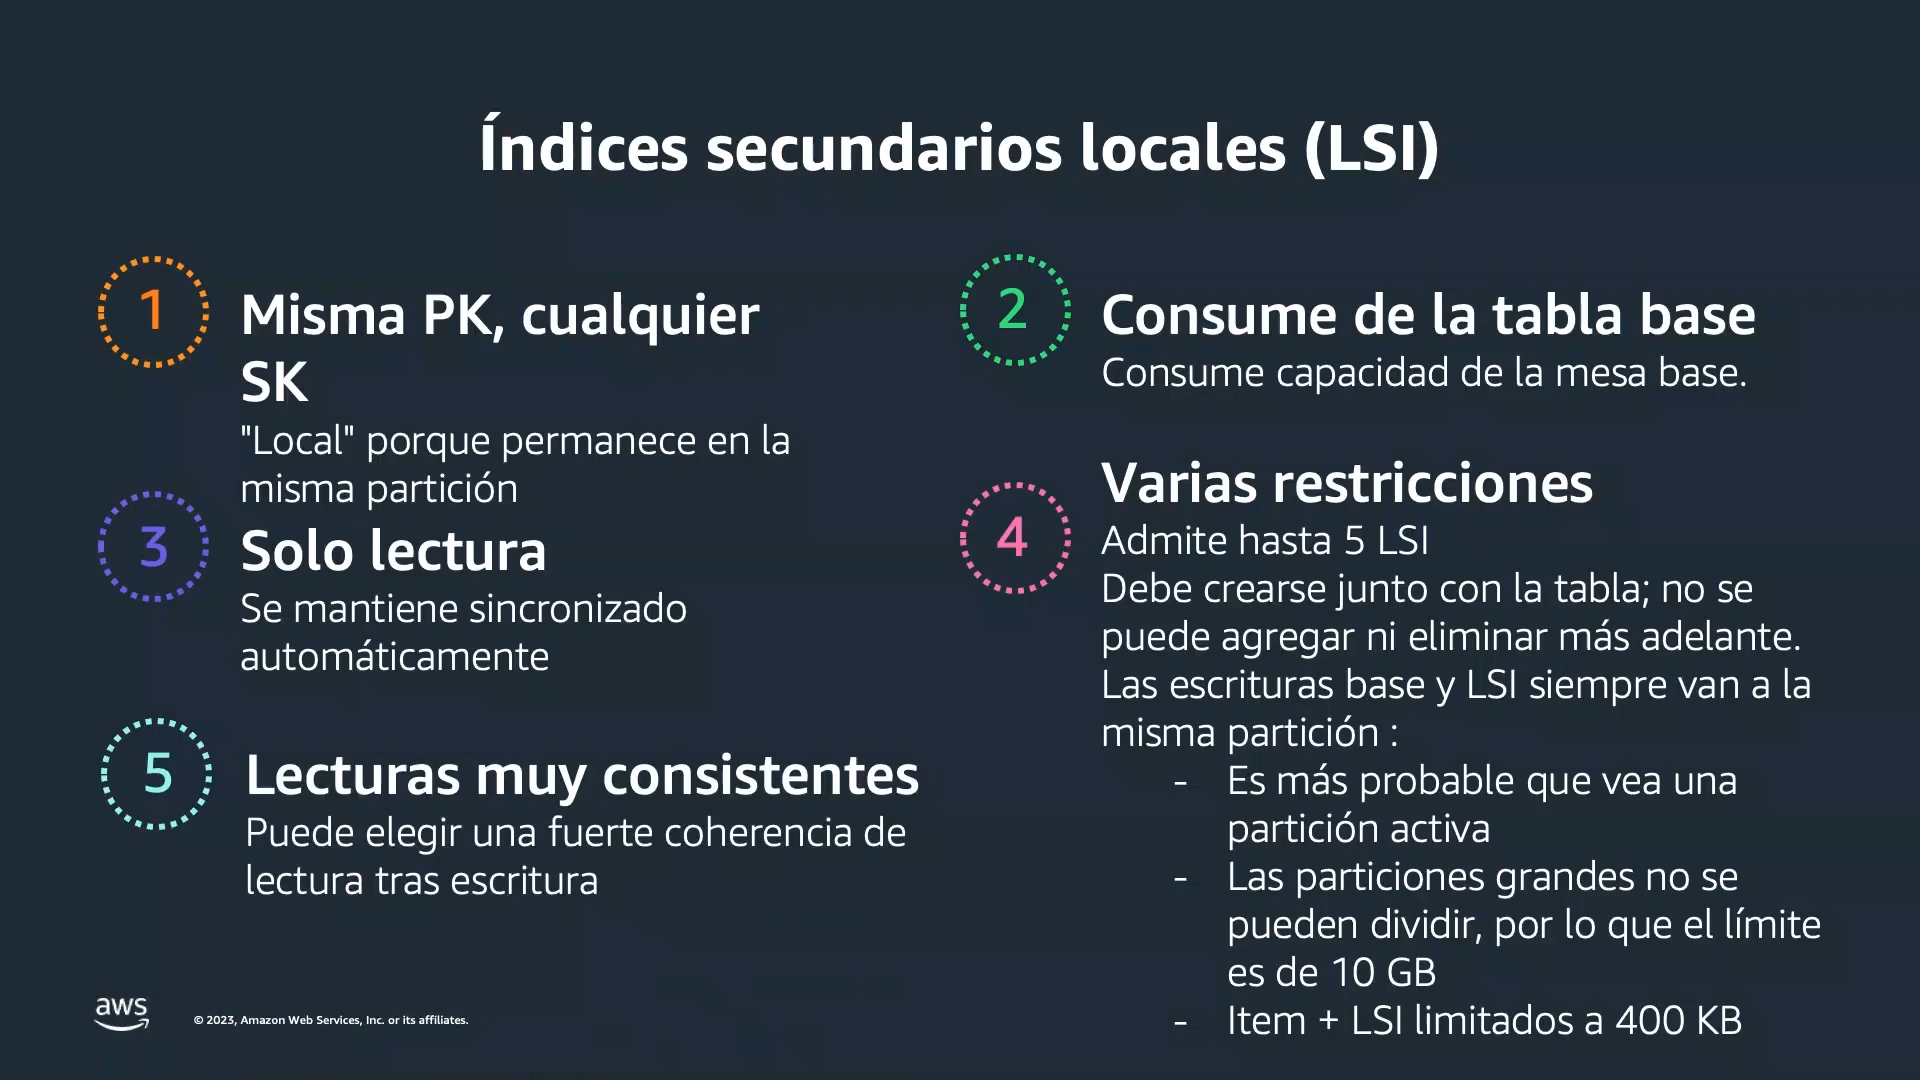 Índices secundarios locales (LSI)
1
Misma PK, cualquier
SK
"Local" porque permanece en la
misma partición
2
Consume de la tabla base
Consume capacidad de la mesa base.
3
Solo lectura
Se mantiene sincronizado
automáticamente
4
Varias restricciones
Admite hasta 5 LSI
Debe crearse junto con la tabla; no se
puede agregar ni eliminar más adelante.
Las escrituras base y LSI siempre van a la
misma partición :
- Es más probable que vea una
partición activa
- Las particiones grandes no se
pueden dividir, por lo que el límite
es de 10 GB
- Item + LSI limitados a 400 KB
5
Lecturas muy consistentes
Puede elegir una fuerte coherencia de
lectura tras escritura
aws
© 2023, Amazon Web Services, Inc. or its affiliates.